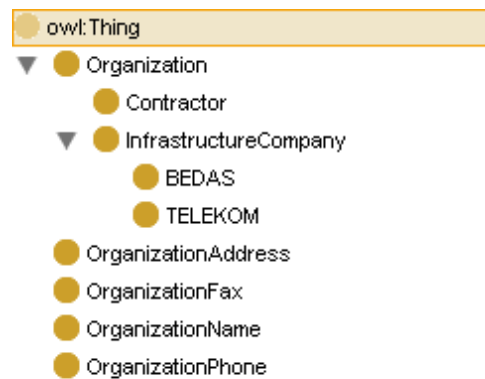 owl:Thing
Organization
Contractor
InfrastructureCompany
BEDAS
TELEKOM
OrganizationAddress
OrganizationFax
OrganizationName
OrganizationPhone